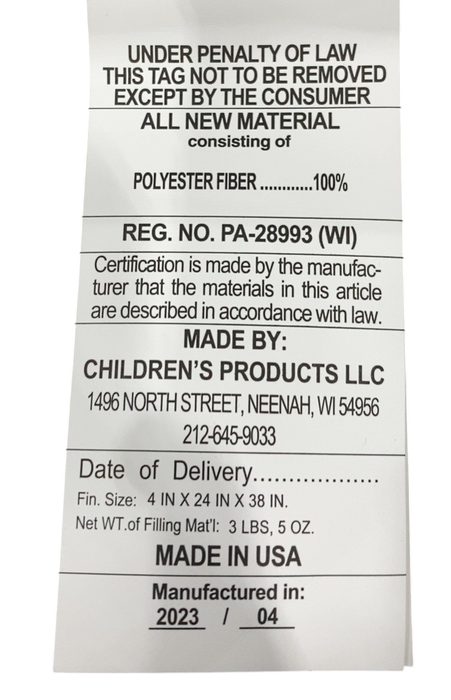 UNDER PENALTY OF LAW
THIS TAG NOT TO BE REMOVED
EXCEPT BY THE CONSUMER
ALL NEW MATERIAL
consisting of
POLYESTER FIBER ............100%
REG. NO. PA-28993 (WI)
Certification is made by the manufac-
turer that the materials in this article
are described in accordance with law.
MADE BY:
CHILDREN'S PRODUCTS LLC
1496 NORTH STREET, NEENAH, WI 54956
212-645-9033
Date of Delivery..................
Fin. Size: 4 IN X 24 IN X 38 IN.
Net WT.of Filling Mat'l: 3 LBS, 5 OZ.
MADE IN USA
Manufactured in:
2023 / 04